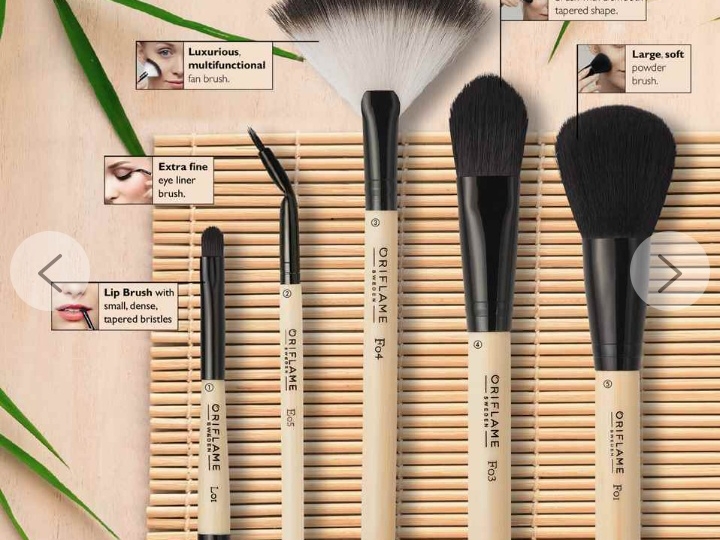 tapered shape.
Luxurious,
multifunctional
fan brush.
Large, soft
powder
brush.
Extra fine
eye liner
brush.
Lip Brush with
small, dense,
tapered bristles
1
ORIFLAME
SWEDEN
L01
2
ORIFLAME
SWEDEN
E05
3
ORIFLAME
SWEDEN
F04
4
ORIFLAME
SWEDEN
F03
5
ORIFLAME
SWEDEN
F01